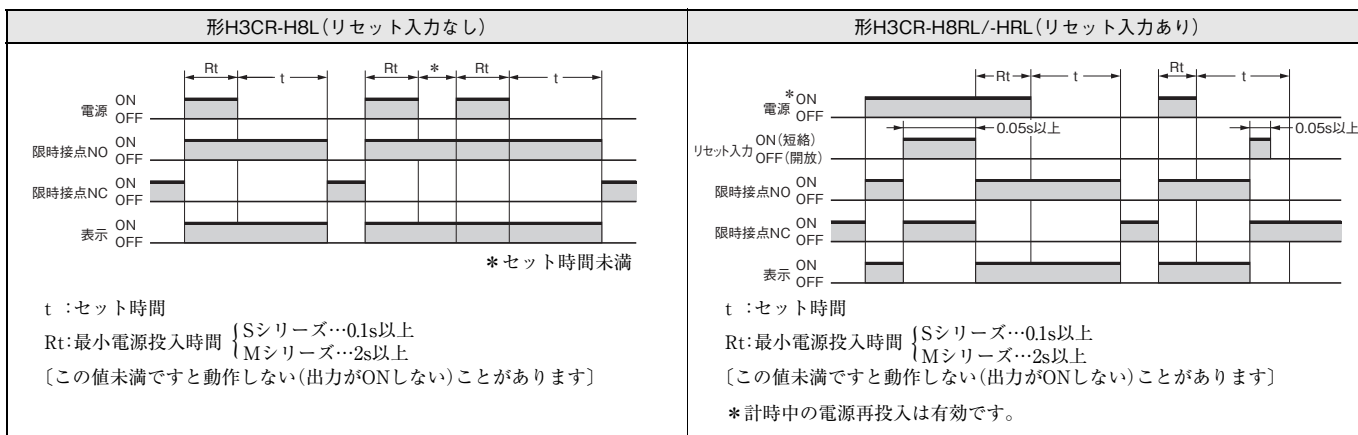 形H3CR-H8L(リセット入力なし)
Rt t Rt * Rt t
電源 ON
OFF
限時接点NO ON
OFF
限時接点NC ON
OFF
表示 ON
OFF
*セット時間未満
t :セット時間
Rt:最小電源投入時間 {Sシリーズ…0.1s以上
Mシリーズ…2s以上
〔この値未満ですと動作しない(出力がONしない)ことがあります〕
形H3CR-H8RL/-HRL(リセット入力あり)
Rt t Rt t
*
電源 ON
OFF
0.05s以上 0.05s以上
リセット入力 ON(短絡)
OFF(開放)
限時接点NO ON
OFF
限時接点NC ON
OFF
表示 ON
OFF
t :セット時間
Rt:最小電源投入時間 {Sシリーズ…0.1s以上
Mシリーズ…2s以上
〔この値未満ですと動作しない(出力がONしない)ことがあります〕
*計時中の電源再投入は有効です。